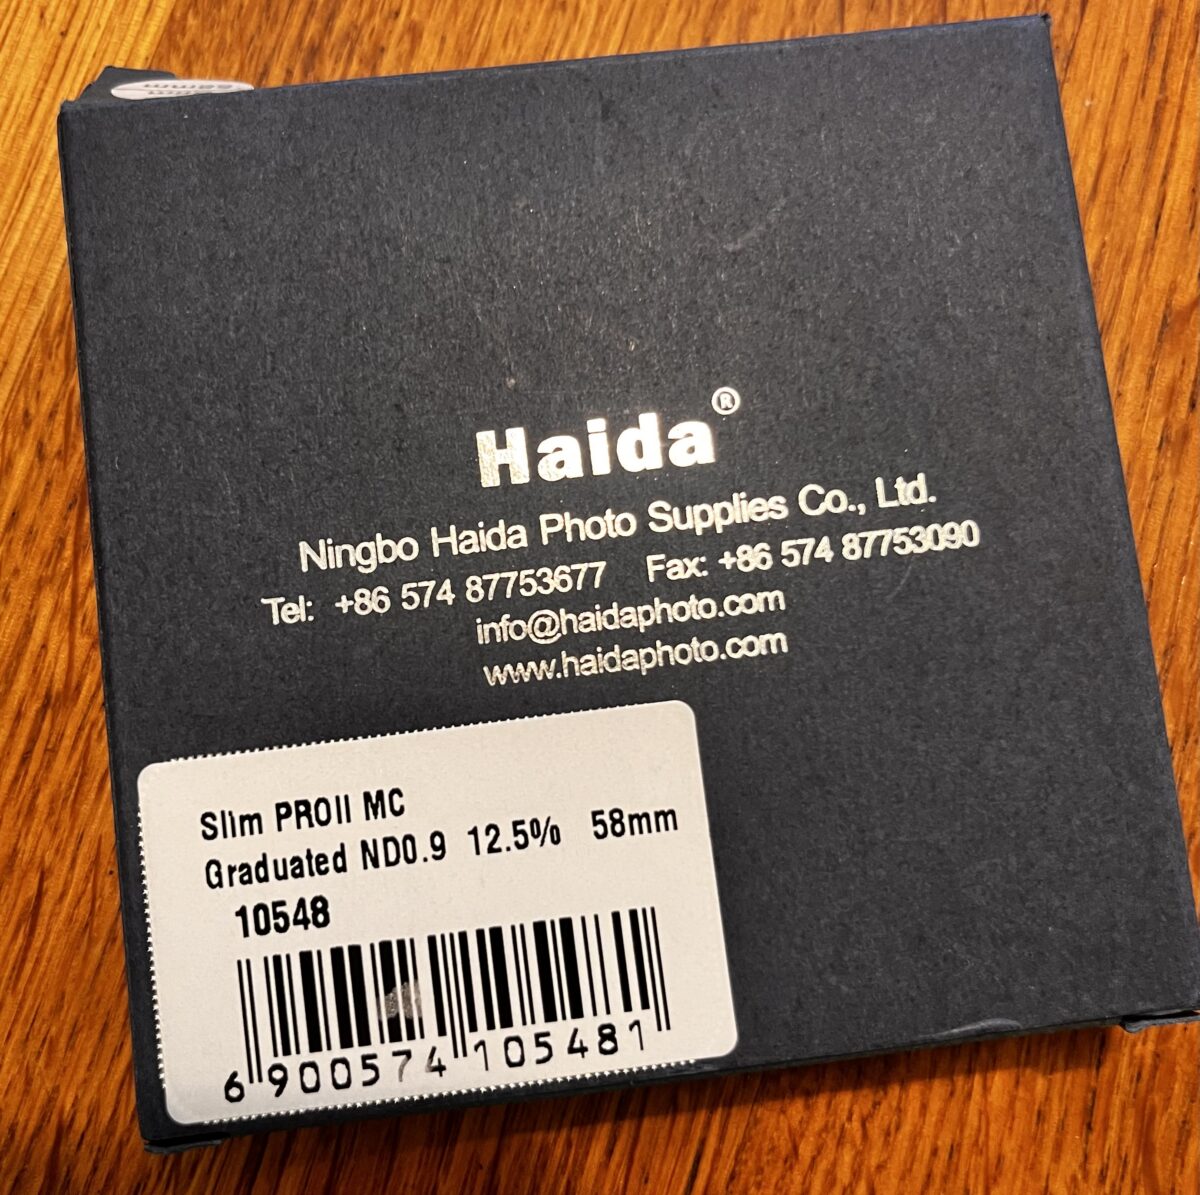 58mm
Haida®
Ningbo Haida Photo Supplies Co., Ltd.
Tel: +86 574 87753677 Fax: +86 574 87753090
info@haidaphoto.com
www.haidaphoto.com
Slim PROII MC
Graduated ND0.9 12.5% 58mm
10548
6 900574 105481